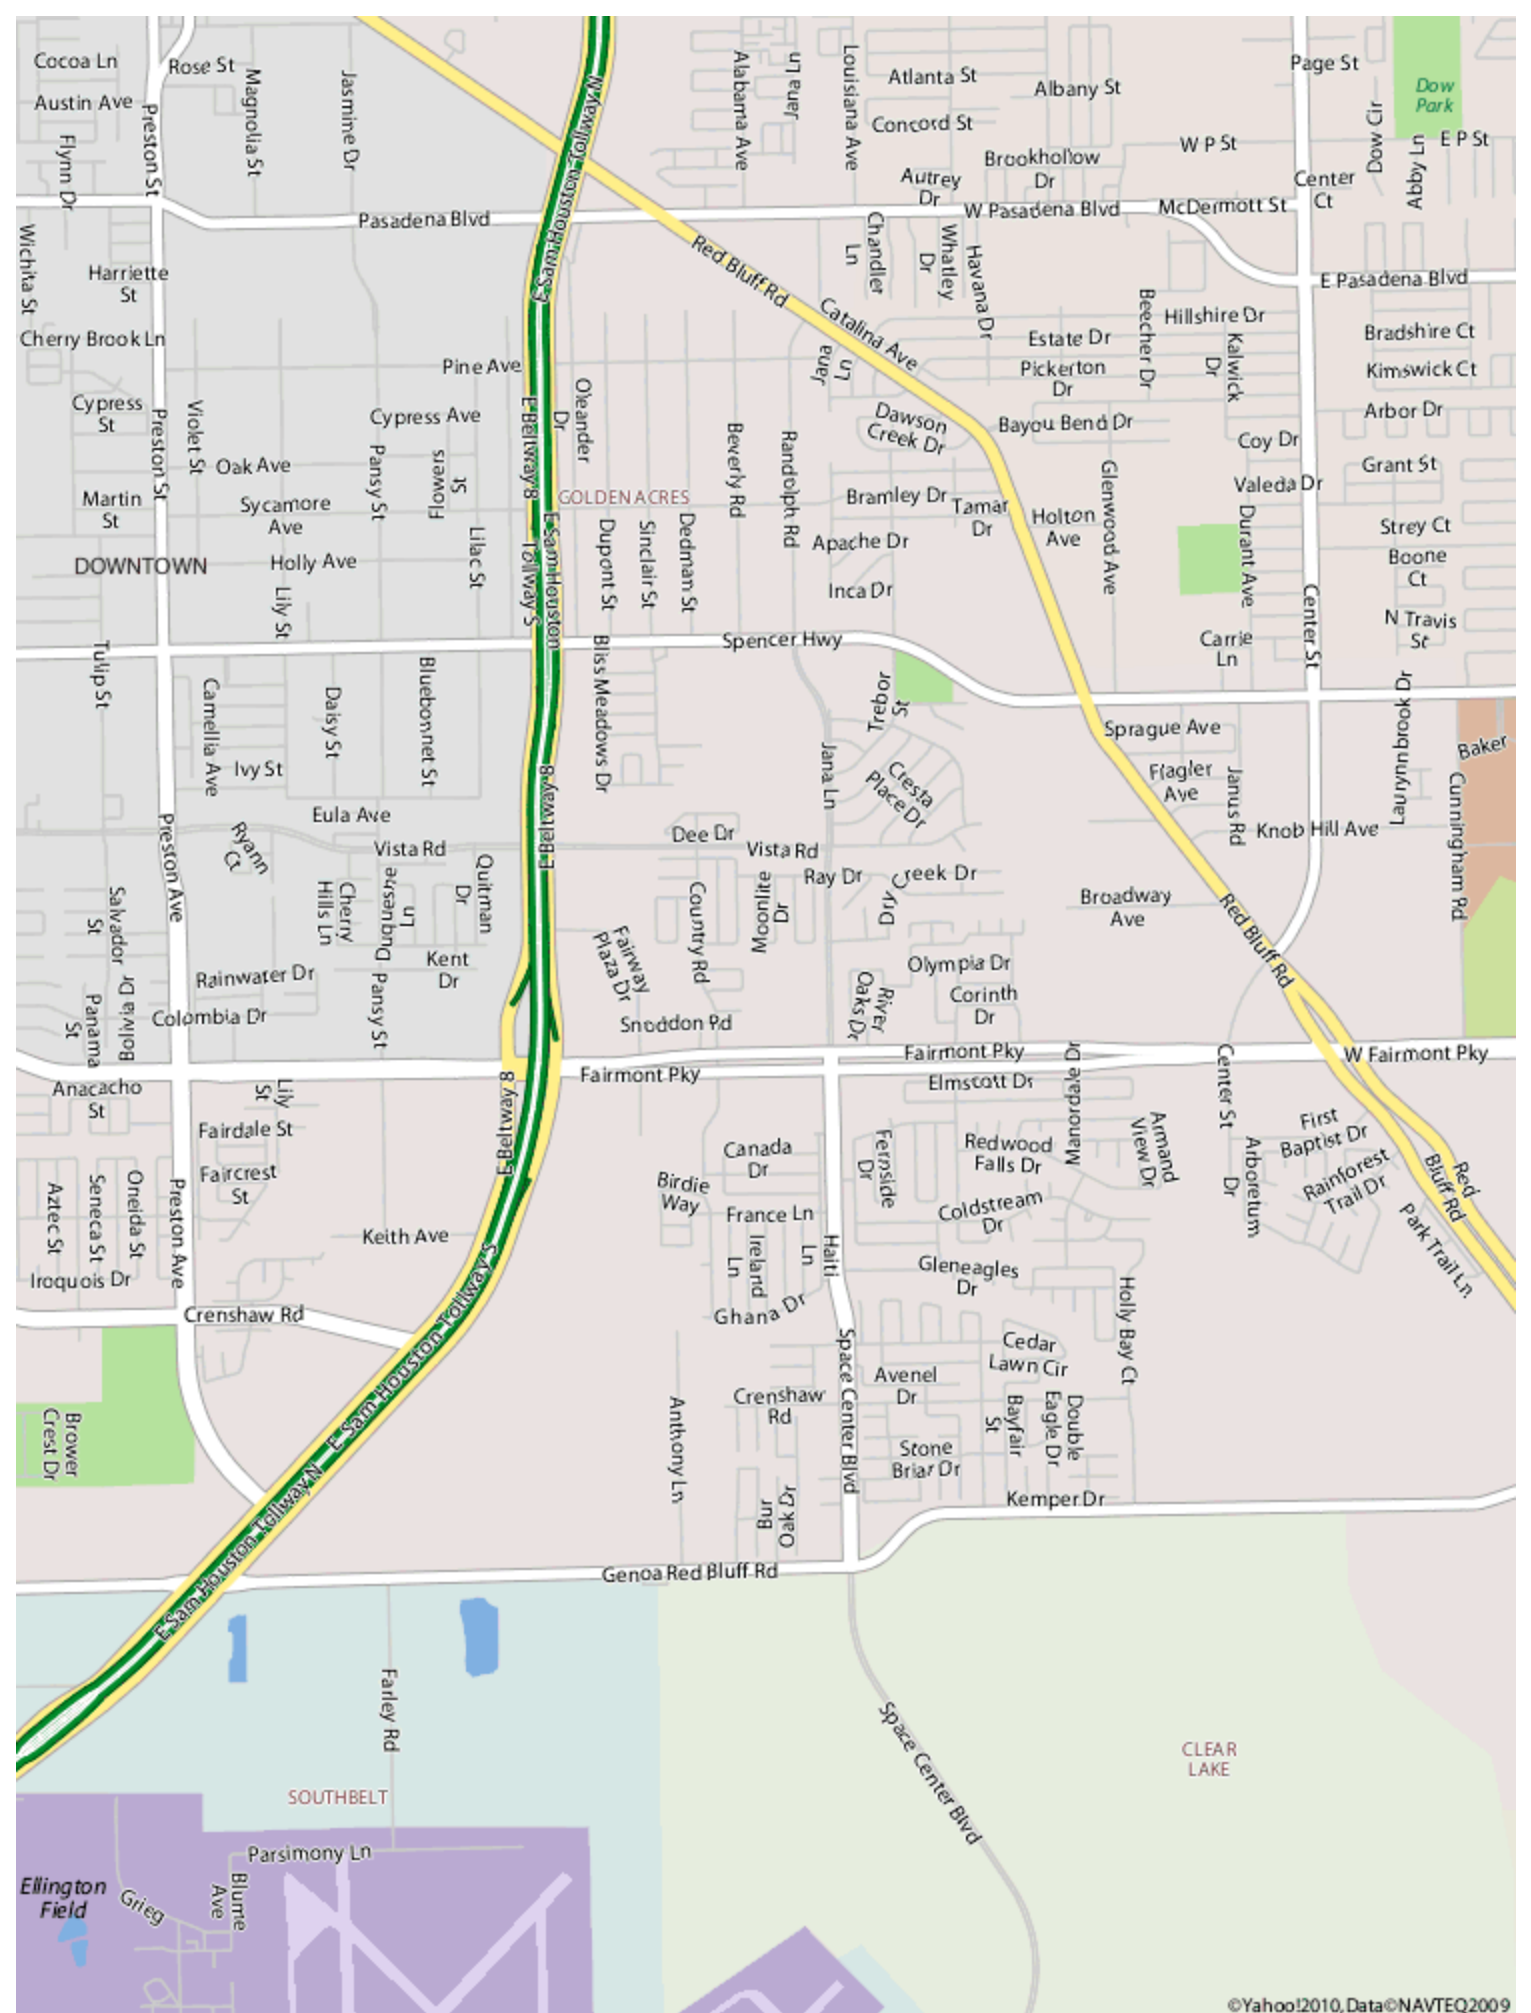 Cocoa Ln
Rose St
Austin Ave
Flynn Dr
Preston St
Magnolia St
Jasmine Dr
E Sam Houston Tollway N
Alabama Ave
Jana Ln
Louisiana Ave
Atlanta St
Albany St
Concord St
Brookhollow
Dr
Autrey
Dr
Page St
Dow
Park
Dow Cir
Abby Ln
E P St
W P St
Center
Ct
Pasadena Blvd
W Pasadena Blvd
McDermott St
Wichita St
Harriette
St
Red Bluff Rd
Chandler
Ln
Whatley
Dr
Havana Dr
E Pasadena Blvd
Cherry Brook Ln
Pine Ave
Catalina Ave
Jana
Ln
Hillshire Dr
Beecher Dr
Estate Dr
Pickerton
Dr
Kalwick
Dr
Bradshire Ct
Kimswick Ct
Cypress
St
Preston St
Violet St
Cypress Ave
E Beltway 8
Oleander
Dr
Dawson
Creek Dr
Bayou Bend Dr
Arbor Dr
Coy Dr
Oak Ave
Pansy St
Flowers
St
Beverly Rd
Randolph Rd
Grant St
Martin
St
Sycamore
Ave
GOLDEN ACRES
Bramley Dr
Tamar
Dr
Glenwood Ave
Valeda Dr
Holton
Ave
Durant Ave
Strey Ct
DOWNTOWN
Holly Ave
Lilac St
Tollway S
E Sam Houston
Dupont St
Sinclair St
Dedman St
Apache Dr
Inca Dr
Boone
Ct
Lily St
Center St
N Travis
St
Spencer Hwy
Carrie
Ln
Tulip St
Camellia Ave
Daisy St
Bluebonnet St
Bliss Meadows Dr
Trebor
St
Laurynnbrook Dr
Sprague Ave
Baker
Ivy St
E Beltway 8
Jana Ln
Cresta
Place Dr
Flagler
Ave
Janus Rd
Cunningham Rd
Eula Ave
Preston Ave
Ryann
Ct
Vista Rd
Dee Dr
Vista Rd
Knob Hill Ave
Salvador
St
Cherry
Hills Ln
Duquesne
Ln
Quitman
Dr
Country Rd
Moonlite
Dr
Ray Dr
Dry Creek Dr
Broadway
Ave
Red Bluff Rd
Rainwater Dr
Kent
Dr
Fairway
Plaza Dr
Olympia Dr
Bolivia Dr
Panama
St
Colombia Dr
Pansy St
Snoddon Rd
River
Oaks Dr
Corinth
Dr
Fairmont Pky
Fairmont Pky
W Fairmont Pky
Anacacho
St
Lily
St
E Beltway 8
Elmscott Dr
Manordale Dr
Center St
Fairdale St
Canada
Dr
Fernside
Dr
Redwood
Falls Dr
Armand
View Dr
First
Baptist Dr
Arboretum
Dr
Rainforest
Trail Dr
Red
Bluff Rd
Aztec St
Seneca St
Oneida St
Preston Ave
Faircrest
St
Birdie
Way
Coldstream
Dr
Keith Ave
France Ln
Park Trail Ln
Iroquois Dr
Ireland
Ln
Haiti
Ln
Gleneagles
Dr
Holly Bay Ct
Crenshaw Rd
E Sam Houston Tollway S
Ghana Dr
Space Center Blvd
Cedar
Lawn Cir
Brower
Crest Dr
Anthony Ln
Crenshaw
Rd
Avenel
Dr
Bayfair
St
Double
Eagle Dr
Stone
Briar Dr
E Sam Houston Tollway N
Bur
Oak Dr
Kemper Dr
Genoa Red Bluff Rd
Farley Rd
Space Center Blvd
CLEAR
LAKE
SOUTHBELT
Parsimony Ln
Ellington
Field
Grieg
Blume
Ave
©Yahoo!2010, Data©NAVTEQ2009